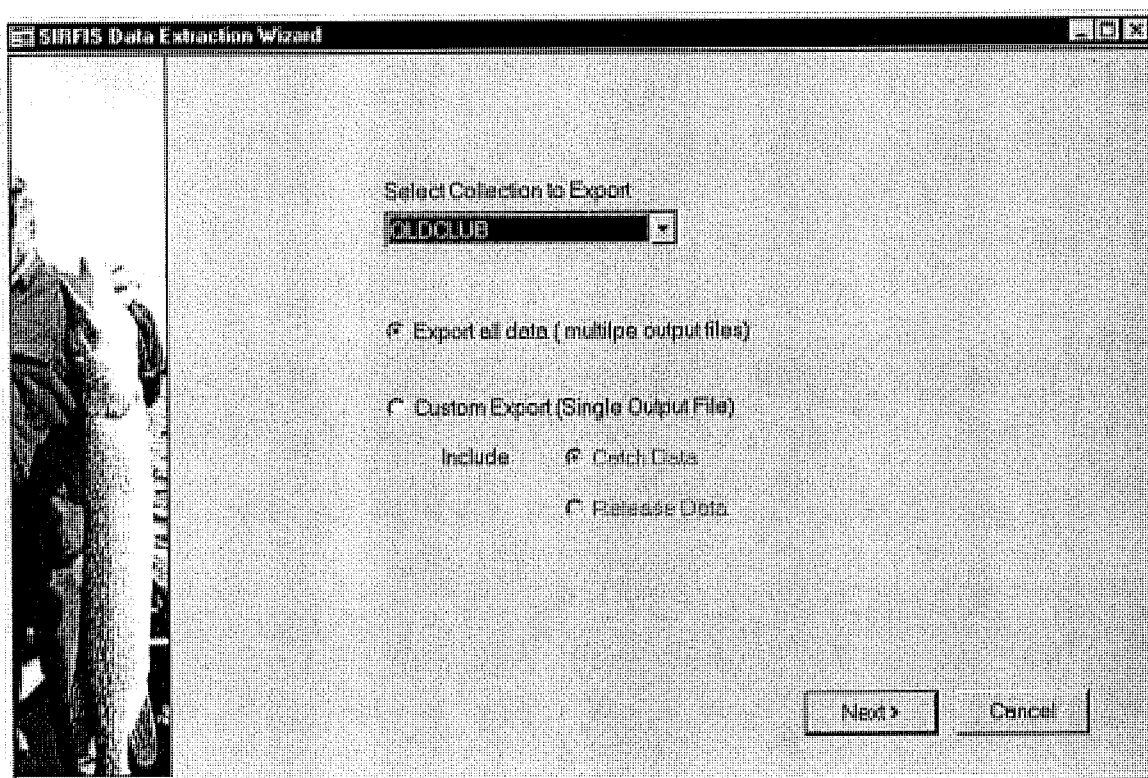 SIRFIS Data Extraction Wizard
Select Collection to Export
OLDCLUB
Export all data ( multilpe output files)
Custom Export (Single Output File)
Include
Catch Data
Release Data
Next >
Cancel